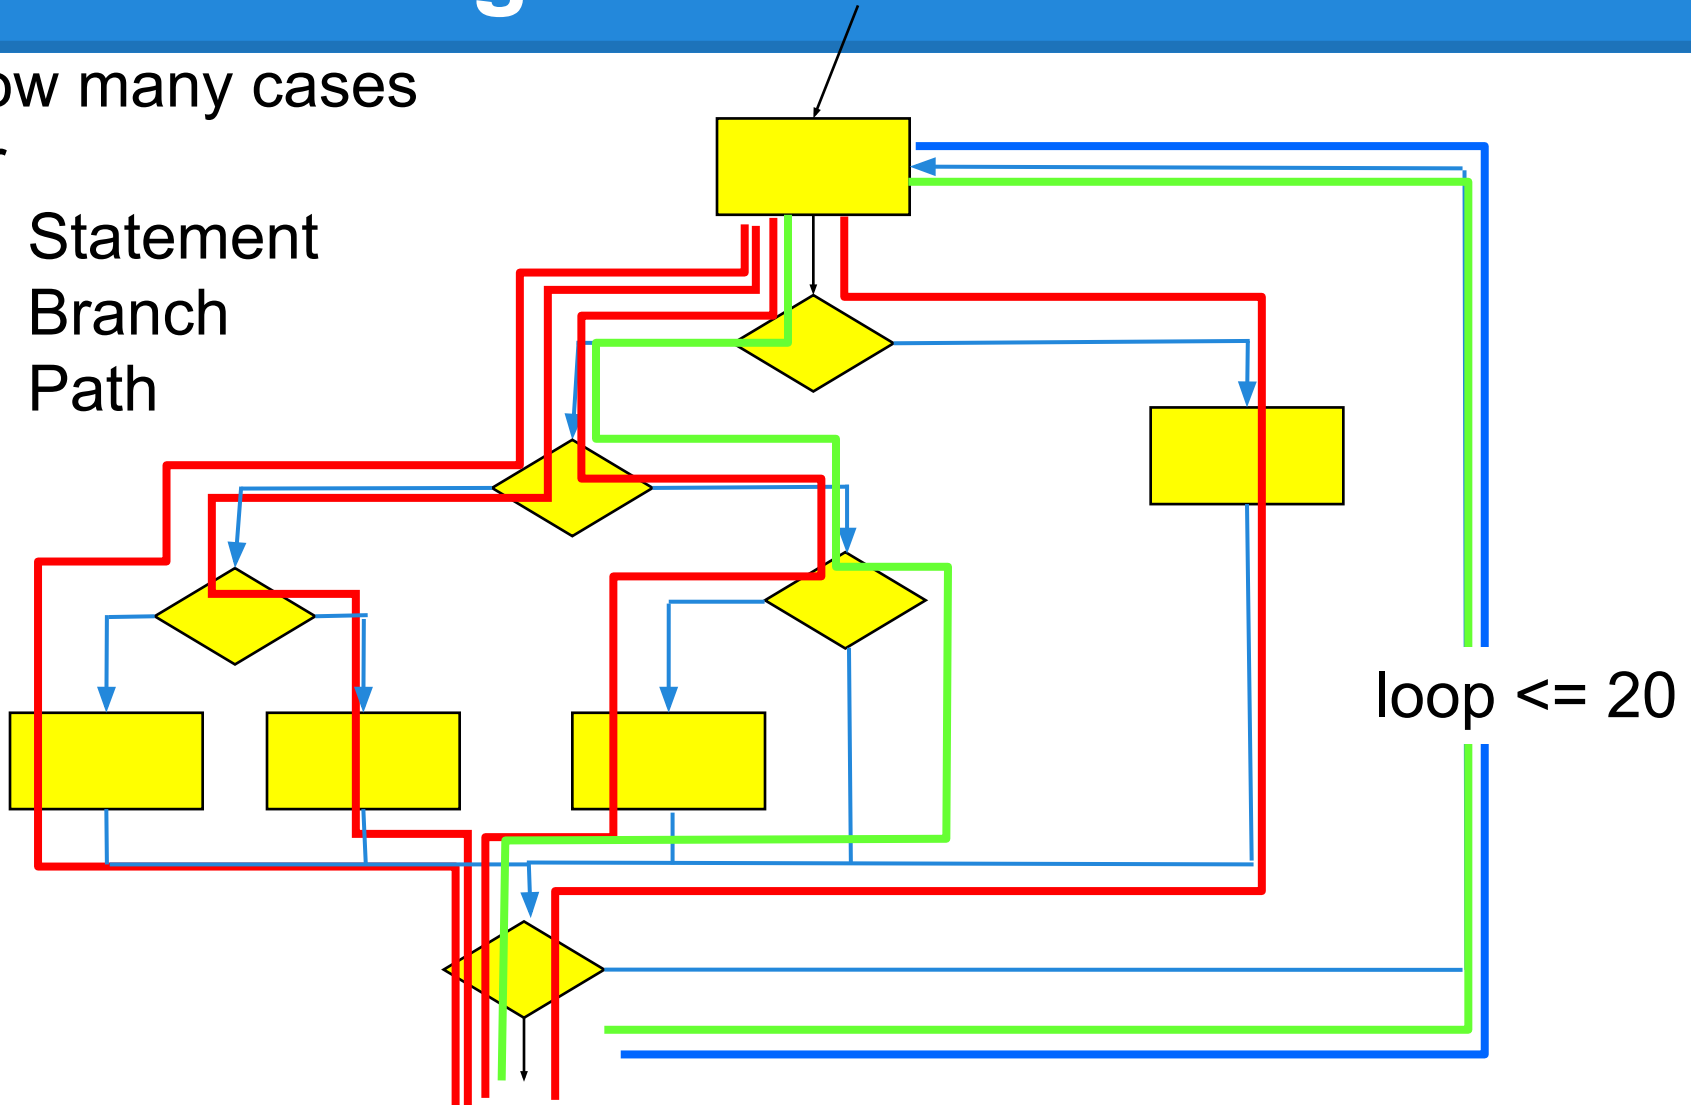 ow many cases
Statement
Branch
Path
loop <= 20